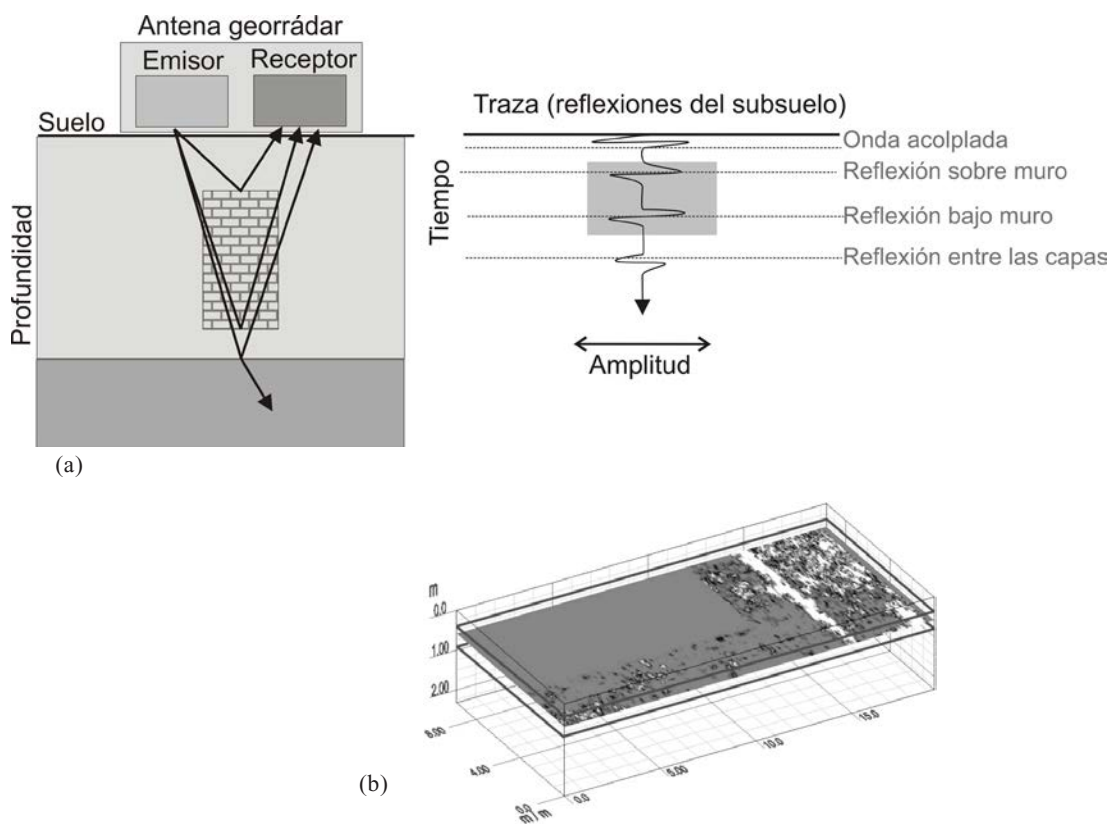 Antena georrádar
Emisor
Receptor
Suelo
Profundidad
Traza (reflexiones del subsuelo)
Tiempo
Onda acolplada
Reflexión sobre muro
Reflexión bajo muro
Reflexión entre las capas
Amplitud
(a)
m
0.0
1.00
2.00
8.00
4.00
0.0
m/m
0.0
5.00
10.0
15.0
(b)